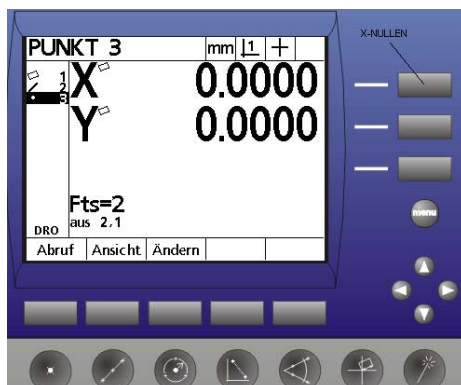 PUNKT 3 mm 1
X-NULLEN
1 X 0.0000
2
3
Y 0.0000
Fts=2
DRO aus 2,1
Abruf Ansicht Ändern
menu